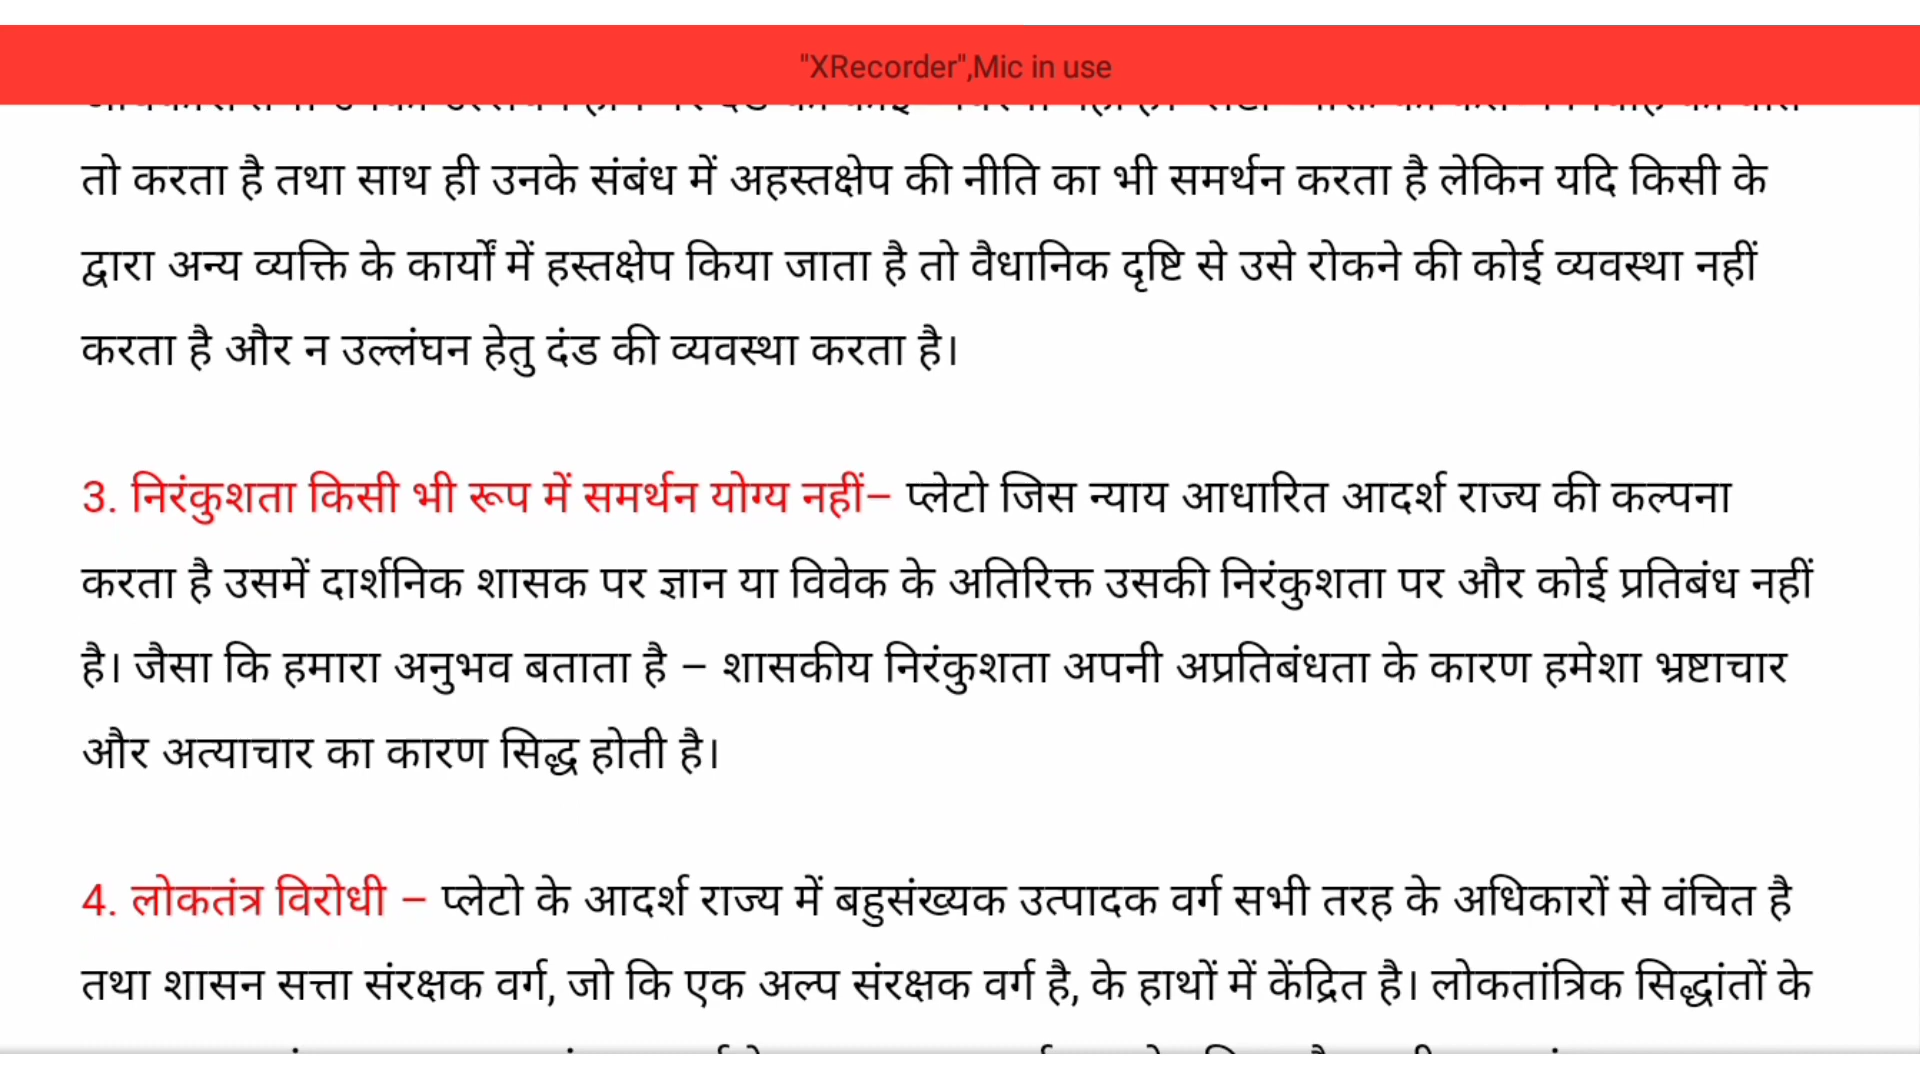 "XRecorder",Mic in use
तो करता है तथा साथ ही उनके संबंध में अहस्तक्षेप की नीति का भी समर्थन करता है लेकिन यदि किसी के
द्वारा अन्य व्यक्ति के कार्यों में हस्तक्षेप किया जाता है तो वैधानिक दृष्टि से उसे रोकने की कोई व्यवस्था नहीं
करता है और न उल्लंघन हेतु दंड की व्यवस्था करता है।
3. निरंकुशता किसी भी रूप में समर्थन योग्य नहीं– प्लेटो जिस न्याय आधारित आदर्श राज्य की कल्पना
करता है उसमें दार्शनिक शासक पर ज्ञान या विवेक के अतिरिक्त उसकी निरंकुशता पर और कोई प्रतिबंध नहीं
है। जैसा कि हमारा अनुभव बताता है – शासकीय निरंकुशता अपनी अप्रतिबंधता के कारण हमेशा भ्रष्टाचार
और अत्याचार का कारण सिद्ध होती है।
4. लोकतंत्र विरोधी – प्लेटो के आदर्श राज्य में बहुसंख्यक उत्पादक वर्ग सभी तरह के अधिकारों से वंचित है
तथा शासन सत्ता संरक्षक वर्ग, जो कि एक अल्प संरक्षक वर्ग है, के हाथों में केंद्रित है। लोकतांत्रिक सिद्धांतों के